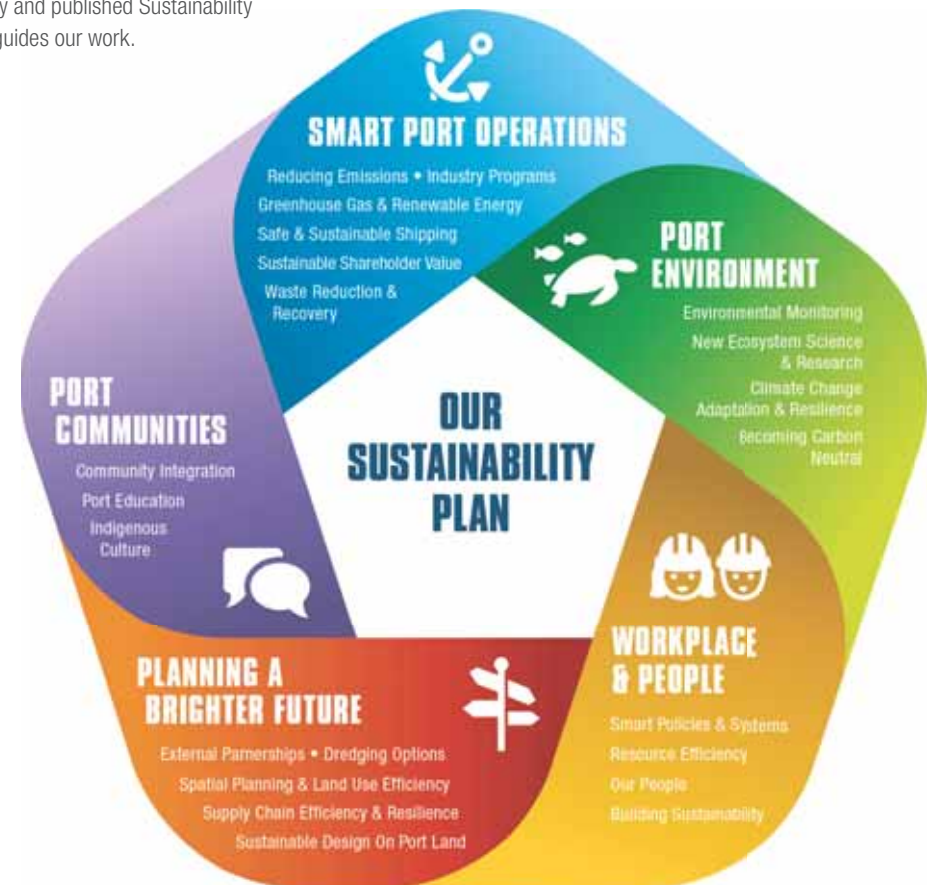 y and published Sustainability
guides our work.
SMART PORT OPERATIONS
Reducing Emissions • Industry Programs
Greenhouse Gas & Renewable Energy
Safe & Sustainable Shipping
Sustainable Shareholder Value
Waste Reduction &
Recovery
PORT
ENVIRONMENT
Environmental Monitoring
New Ecosystem Science
& Research
Climate Change
Adaptation & Resilience
Becoming Carbon
Neutral
WORKPLACE
& PEOPLE
Smart Policies & Systems
Resource Efficiency
Our People
Building Sustainability
PLANNING A
BRIGHTER FUTURE
External Parnerships • Dredging Options
Spatial Planning & Land Use Efficiency
Supply Chain Efficiency & Resilience
Sustainable Design On Port Land
PORT
COMMUNITIES
Community Integration
Port Education
Indigenous
Culture
OUR
SUSTAINABILITY
PLAN